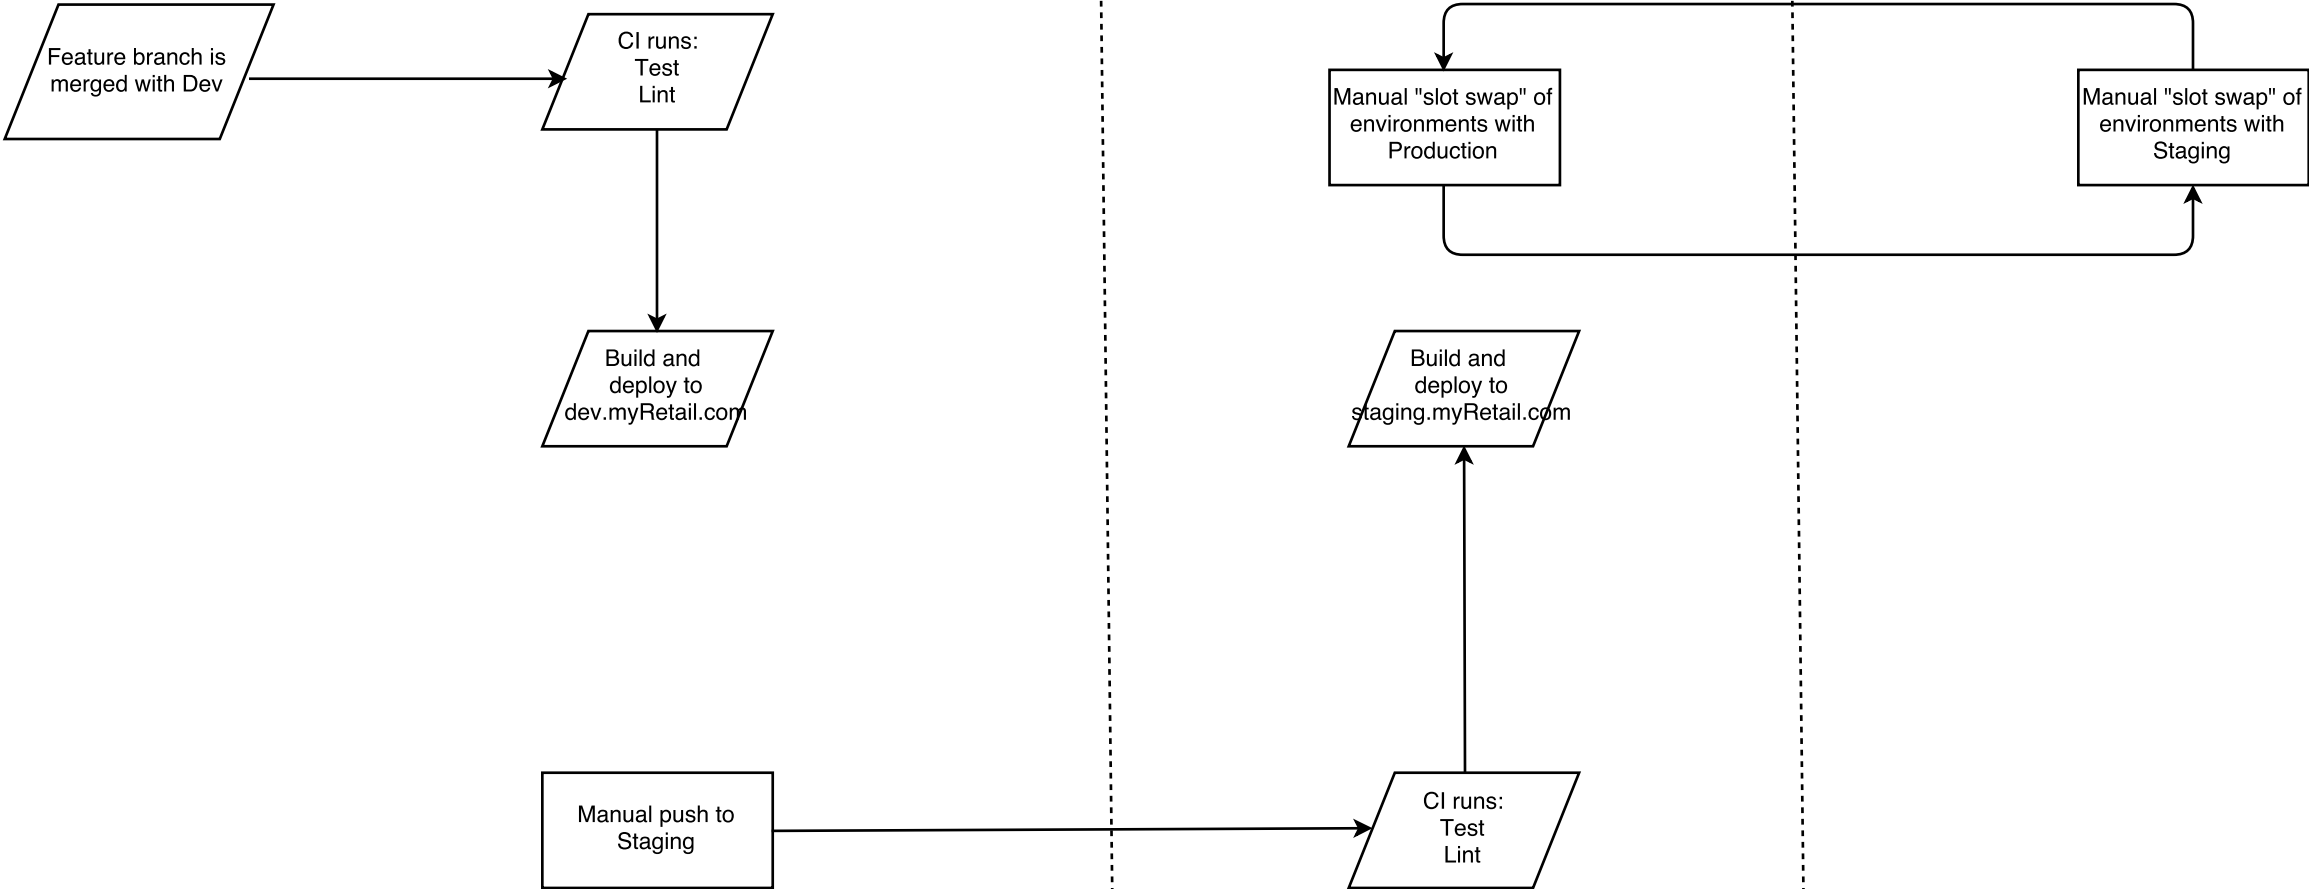 Feature branch is
merged with Dev
CI runs:
Test
Lint
Manual "slot swap" of
environments with
Production
Manual "slot swap" of
environments with
Staging
Build and
deploy to
dev.myRetail.com
Build and
deploy to
staging.myRetail.com
Manual push to
Staging
CI runs:
Test
Lint